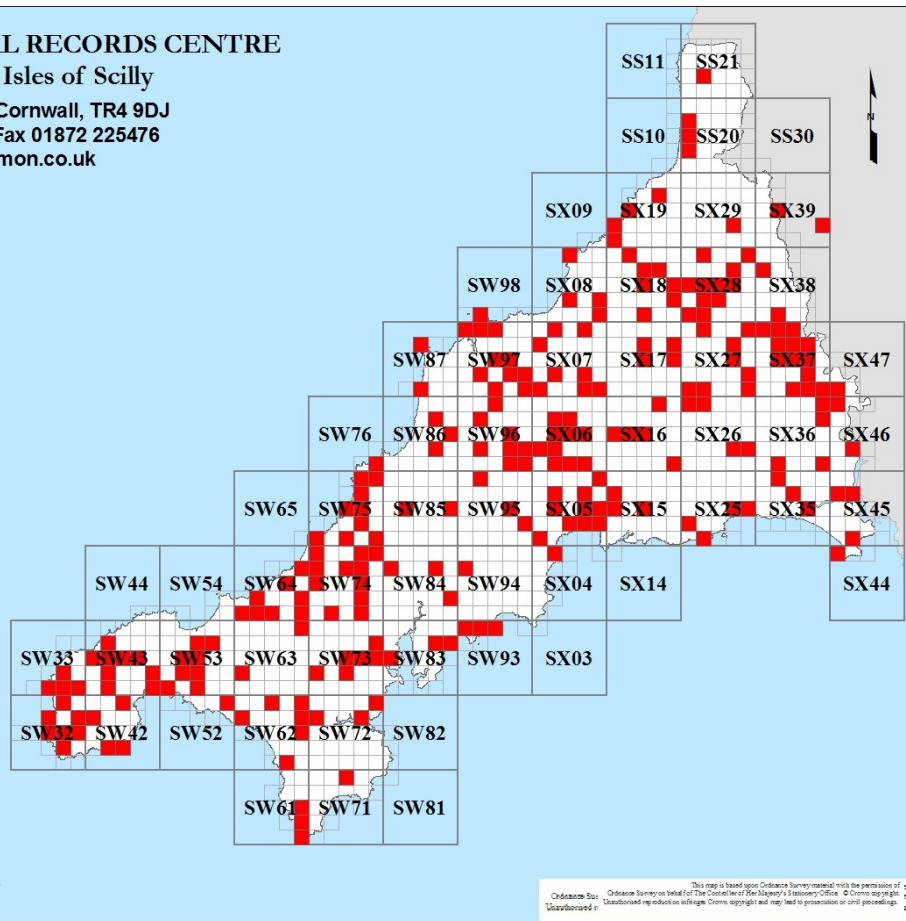 L RECORDS CENTRE
Isles of Scilly
Cornwall, TR4 9DJ
Fax 01872 225476
mon.co.uk
SS11 SS21
N
SS10 SS20 SS30
SX09 SX19 SX29 SX39
SW98 SX08 SX18 SX28 SX38
SW87 SW97 SX07 SX17 SX27 SX37 SX47
SW76 SW86 SW96 SX06 SX16 SX26 SX36 SX46
SW65 SW75 SW85 SW95 SX05 SX15 SX25 SX35 SX45
SW44 SW54 SW64 SW74 SW84 SW94 SX04 SX14 SX44
SW33 SW43 SW53 SW63 SW73 SW83 SW93 SX03
SW32 SW42 SW52 SW62 SW72 SW82
SW61 SW71 SW81
This map is based upon Ordnance Survey material with the permission of
Ordnance Survey on behalf of The Controller of Her Majesty's Stationery Office. © Crown copyright.
Unauthorised reproduction infringes Crown copyright and may lead to prosecution or civil proceedings.